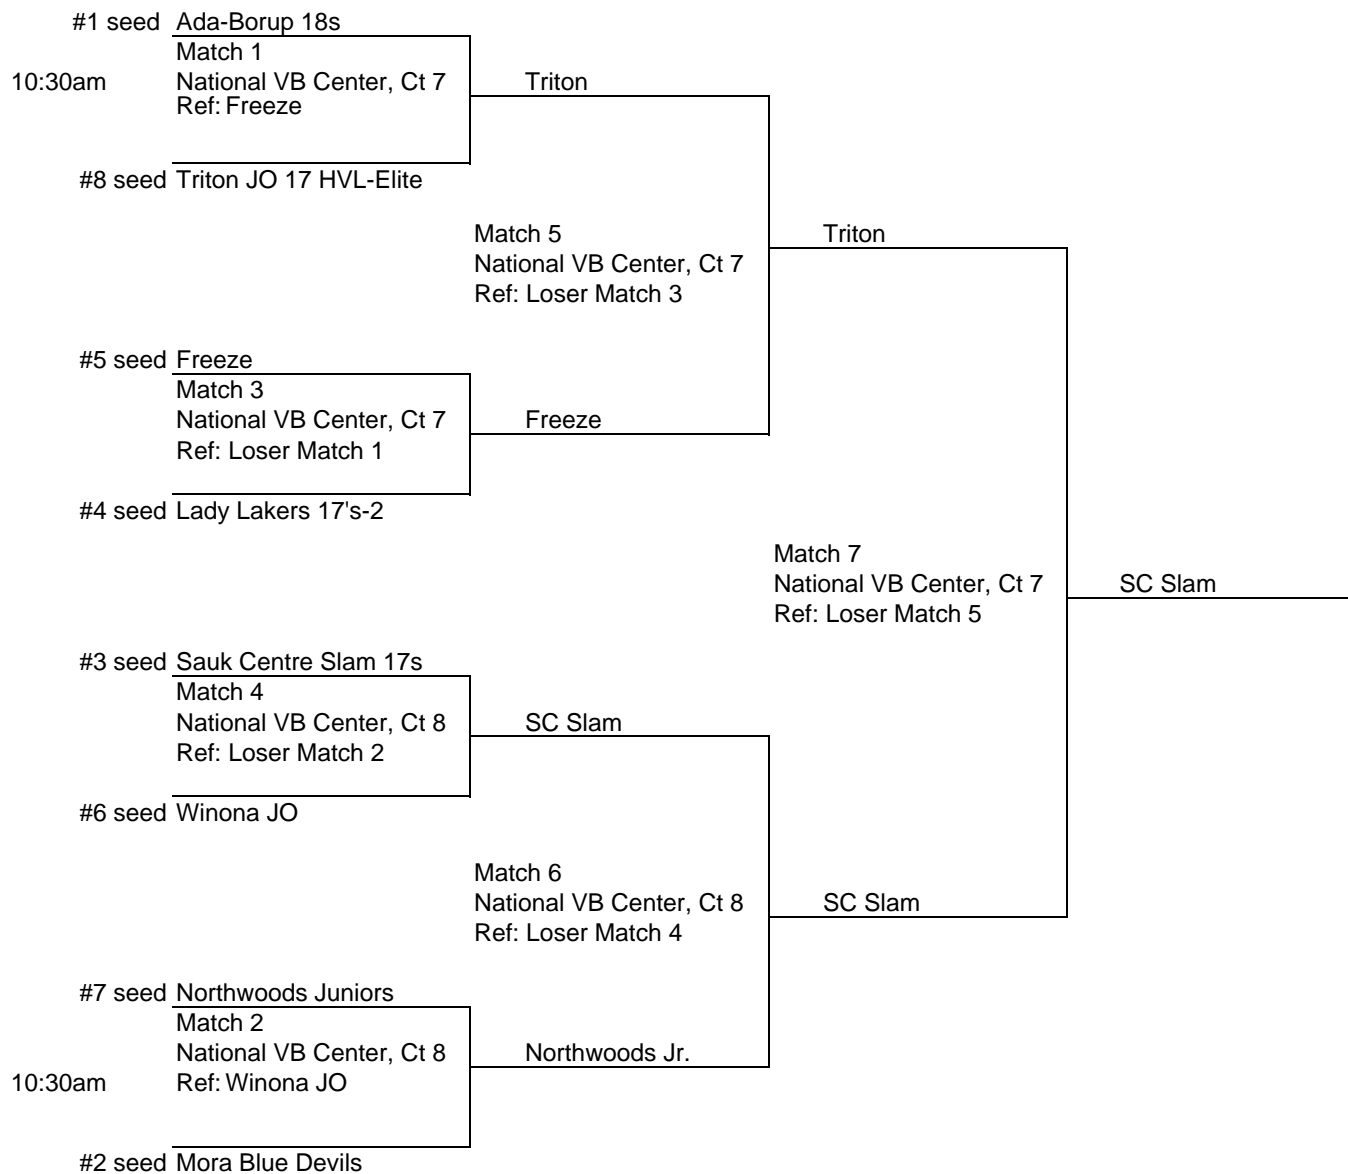 #1 seed Ada-Borup 18s
Match 1
10:30am National VB Center, Ct 7 Triton
Ref: Freeze
#8 seed Triton JO 17 HVL-Elite
Match 5 Triton
National VB Center, Ct 7
Ref: Loser Match 3
#5 seed Freeze
Match 3
National VB Center, Ct 7 Freeze
Ref: Loser Match 1
#4 seed Lady Lakers 17's-2
Match 7
National VB Center, Ct 7 SC Slam
Ref: Loser Match 5
#3 seed Sauk Centre Slam 17s
Match 4
National VB Center, Ct 8 SC Slam
Ref: Loser Match 2
#6 seed Winona JO
Match 6
National VB Center, Ct 8 SC Slam
Ref: Loser Match 4
#7 seed Northwoods Juniors
Match 2
National VB Center, Ct 8 Northwoods Jr.
10:30am Ref: Winona JO
#2 seed Mora Blue Devils